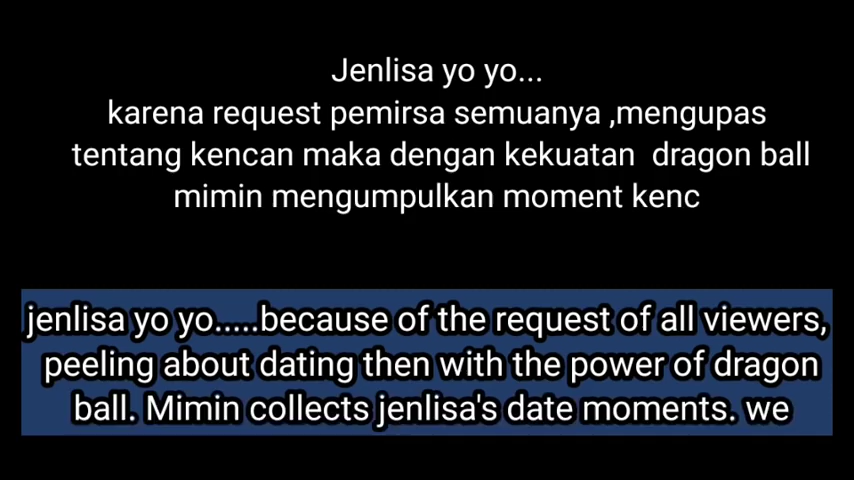 Jenlisa yo yo...
karena request pemirsa semuanya ,mengupas
tentang kencan maka dengan kekuatan dragon ball
mimin mengumpulkan moment kenc
jenlisa yo yo.....because of the request of all viewers,
peeling about dating then with the power of dragon
ball. Mimin collects jenlisa's date moments. we